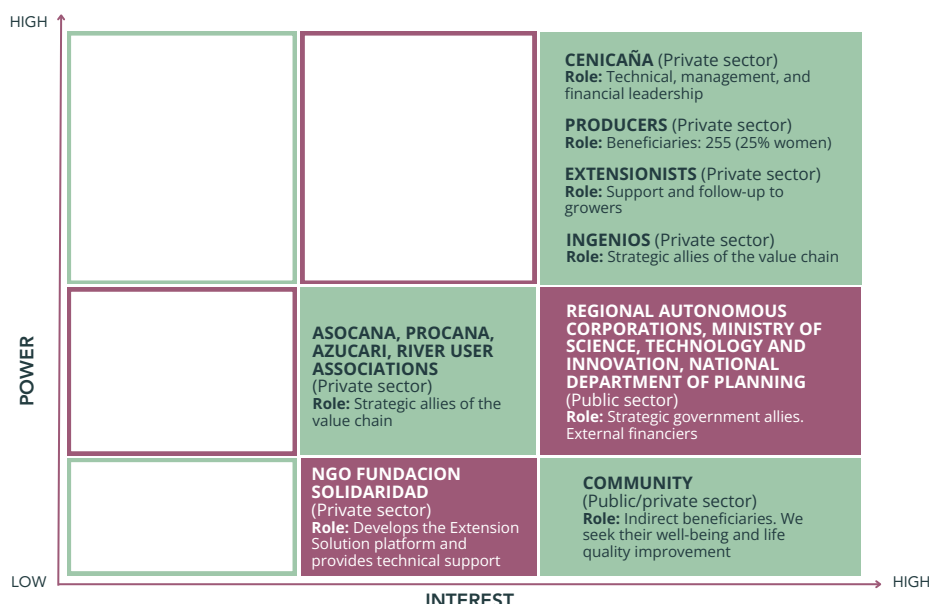 HIGH
CENICAÑA (Private sector)
Role: Technical, management, and
financial leadership
PRODUCERS (Private sector)
Role: Beneficiaries: 255 (25% women)
EXTENSIONISTS (Private sector)
Role: Support and follow-up to
growers
INGENIOS (Private sector)
Role: Strategic allies of the value chain
POWER
ASOCANA, PROCANA,
AZUCARI, RIVER USER
ASSOCIATIONS
(Private sector)
Role: Strategic allies of the
value chain
REGIONAL AUTONOMOUS
CORPORATIONS, MINISTRY OF
SCIENCE, TECHNOLOGY AND
INNOVATION, NATIONAL
DEPARTMENT OF PLANNING
(Public sector)
Role: Strategic government allies.
External financiers
NGO FUNDACION
SOLIDARIDAD
(Private sector)
Role: Develops the Extension
Solution platform and
provides technical support
COMMUNITY
(Public/private sector)
Role: Indirect beneficiaries. We
seek their well-being and life
quality improvement
LOW
HIGH
INTEREST